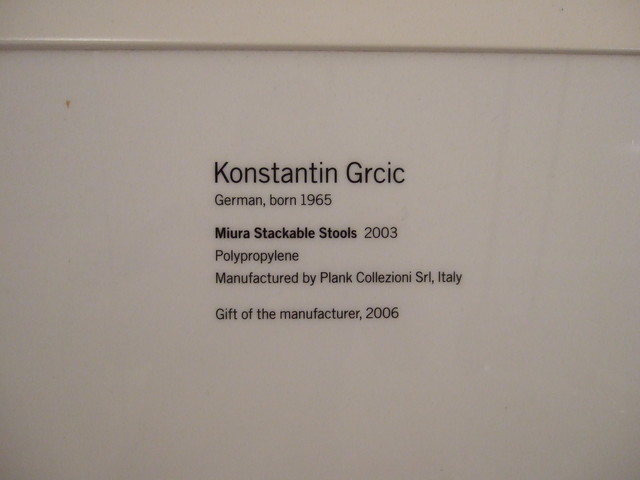 Konstantin Grcic
German, born 1965
Miura Stackable Stools 2003
Polypropylene
Manufactured by Plank Collezioni Srl, Italy
Gift of the manufacturer, 2006